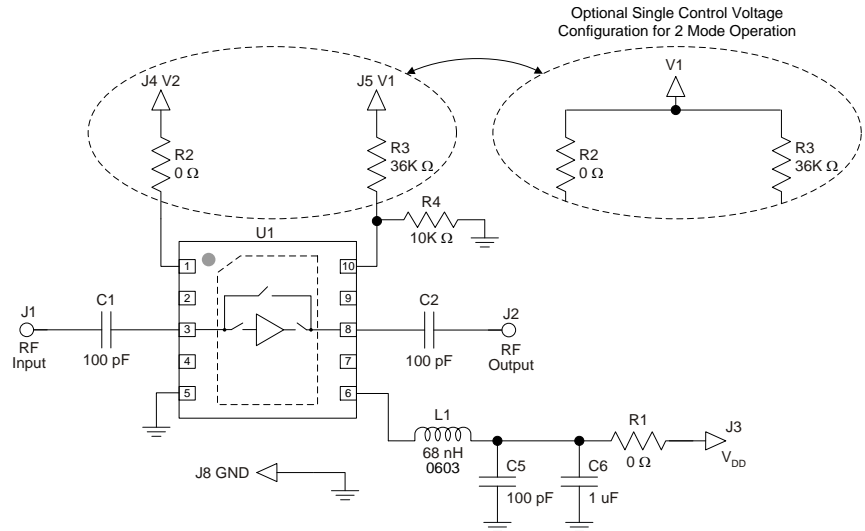 Optional Single Control Voltage
Configuration for 2 Mode Operation
J4 V2
J5 V1
V1
R2
0 Ω
R3
36K Ω
R2
0 Ω
R3
36K Ω
R4
10K Ω
U1
1
10
2
9
J1
C1
3
8
C2
J2
RF
Input
100 pF
100 pF
RF
Output
4
7
5
6
L1
68 nH
0603
R1
0 Ω
J3
V_DD
J8 GND
C5
100 pF
C6
1 uF